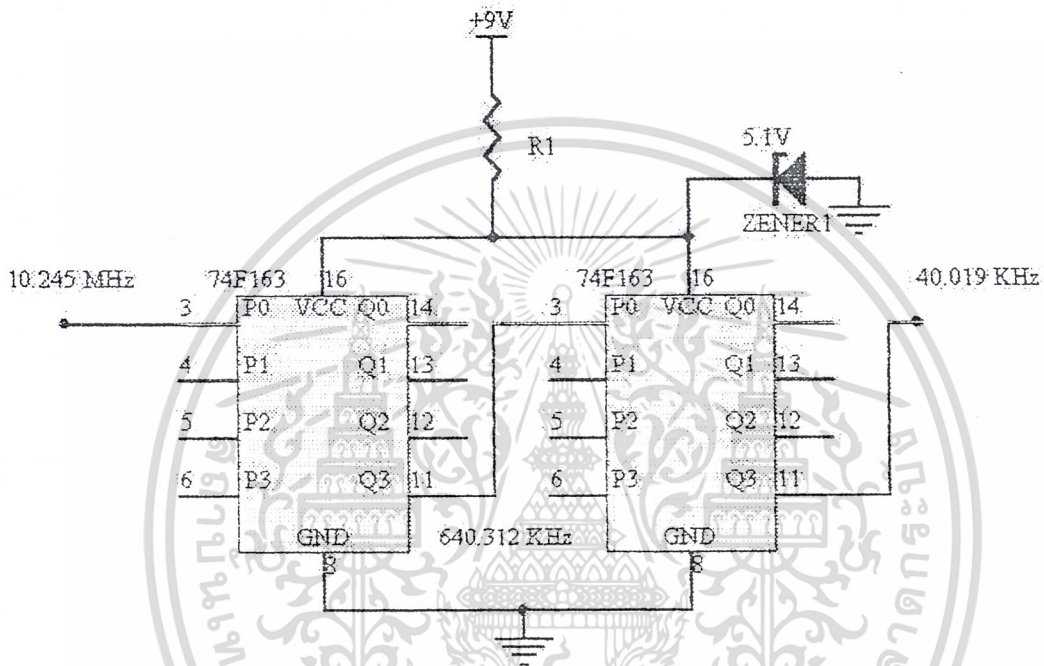 +9V
R1
5.1V
ZENER1
10.245 MHz
74F163
16
74F163
16
40.019 KHz
3
P0 VCC Q0
14
3
P0 VCC Q0
14
4
P1
Q1
13
4
P1
Q1
13
5
P2
Q2
12
5
P2
Q2
12
6
P3
Q3
11
6
P3
Q3
11
GND
640.312 KHz
GND
8
8